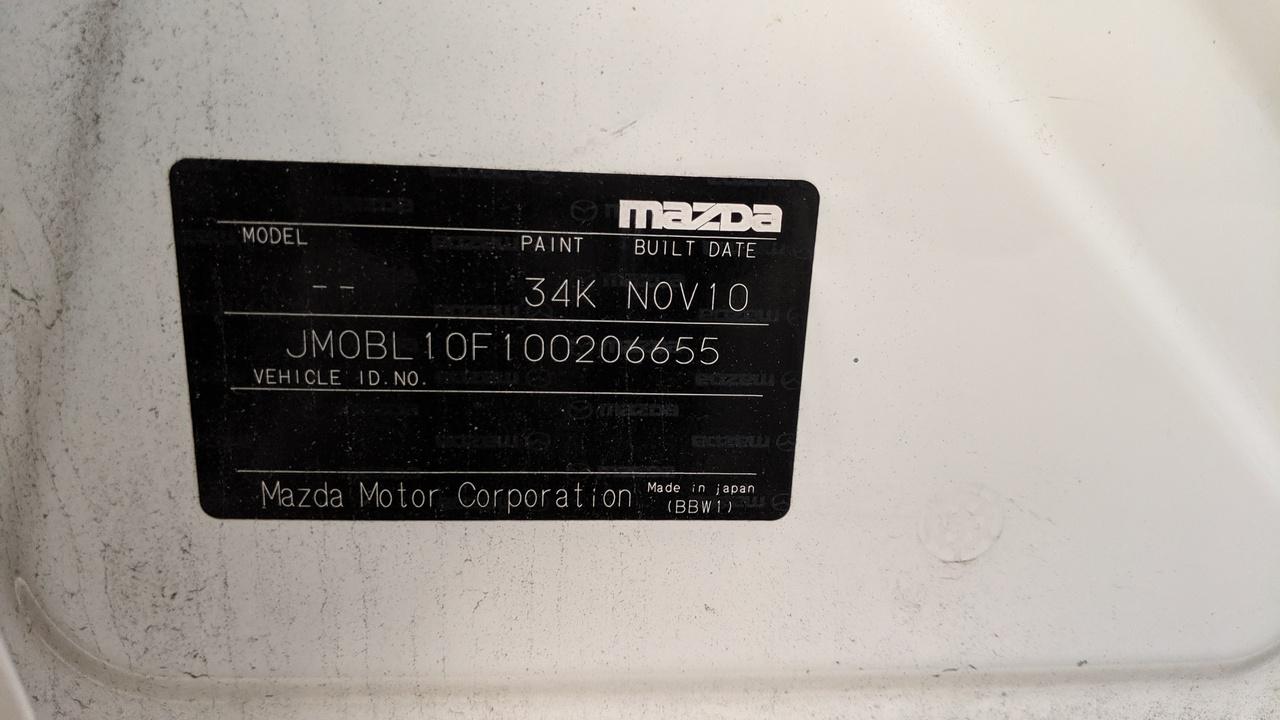 mazda
MODEL PAINT BUILT DATE
-- 34K NOV10
JM0BL10F100206655
VEHICLE ID.NO.
Mazda Motor Corporation Made in japan
(BBW1)